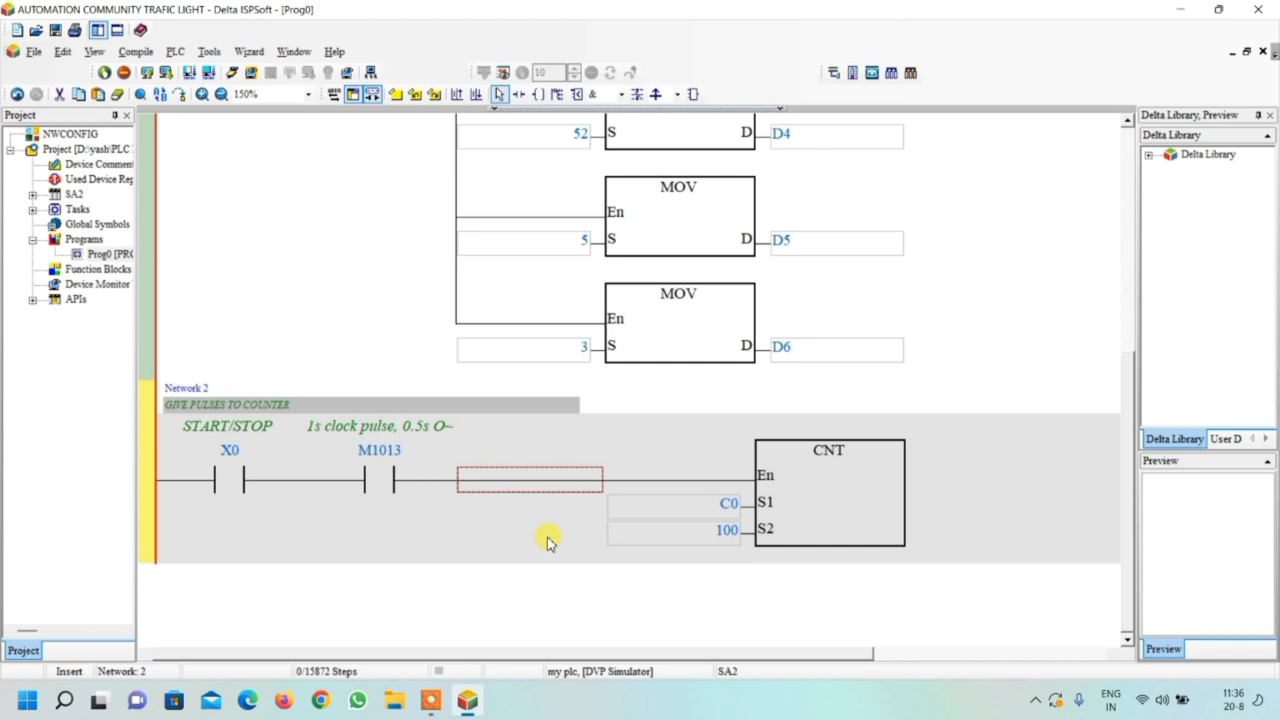 AUTOMATION COMMUNITY TRAFIC LIGHT - Delta ISPSoft - [Prog0]
File Edit View Compile PLC Tools Wizard Window Help
10
150%
&
Project
NWCONFIG
Project [D:\yash\PLC
Device Comment
Used Device Rep
SA2
Tasks
Global Symbols
Programs
Prog0 [PRO
Function Blocks
Device Monitor
APIs
Project
52 S D D4
MOV
En
5 S D D5
MOV
En
3 S D D6
Network 2
GIVE PULSES TO COUNTER
START/STOP 1s clock pulse, 0.5s O~
X0 M1013 CNT
En
C0 S1
100 S2
Delta Library, Preview
Delta Library
Delta Library
Delta Library User D
Preview
Preview
Insert Network: 2 0/15872 Steps my plc, [DVP Simulator] SA2
ENG
IN
11:36
20-8